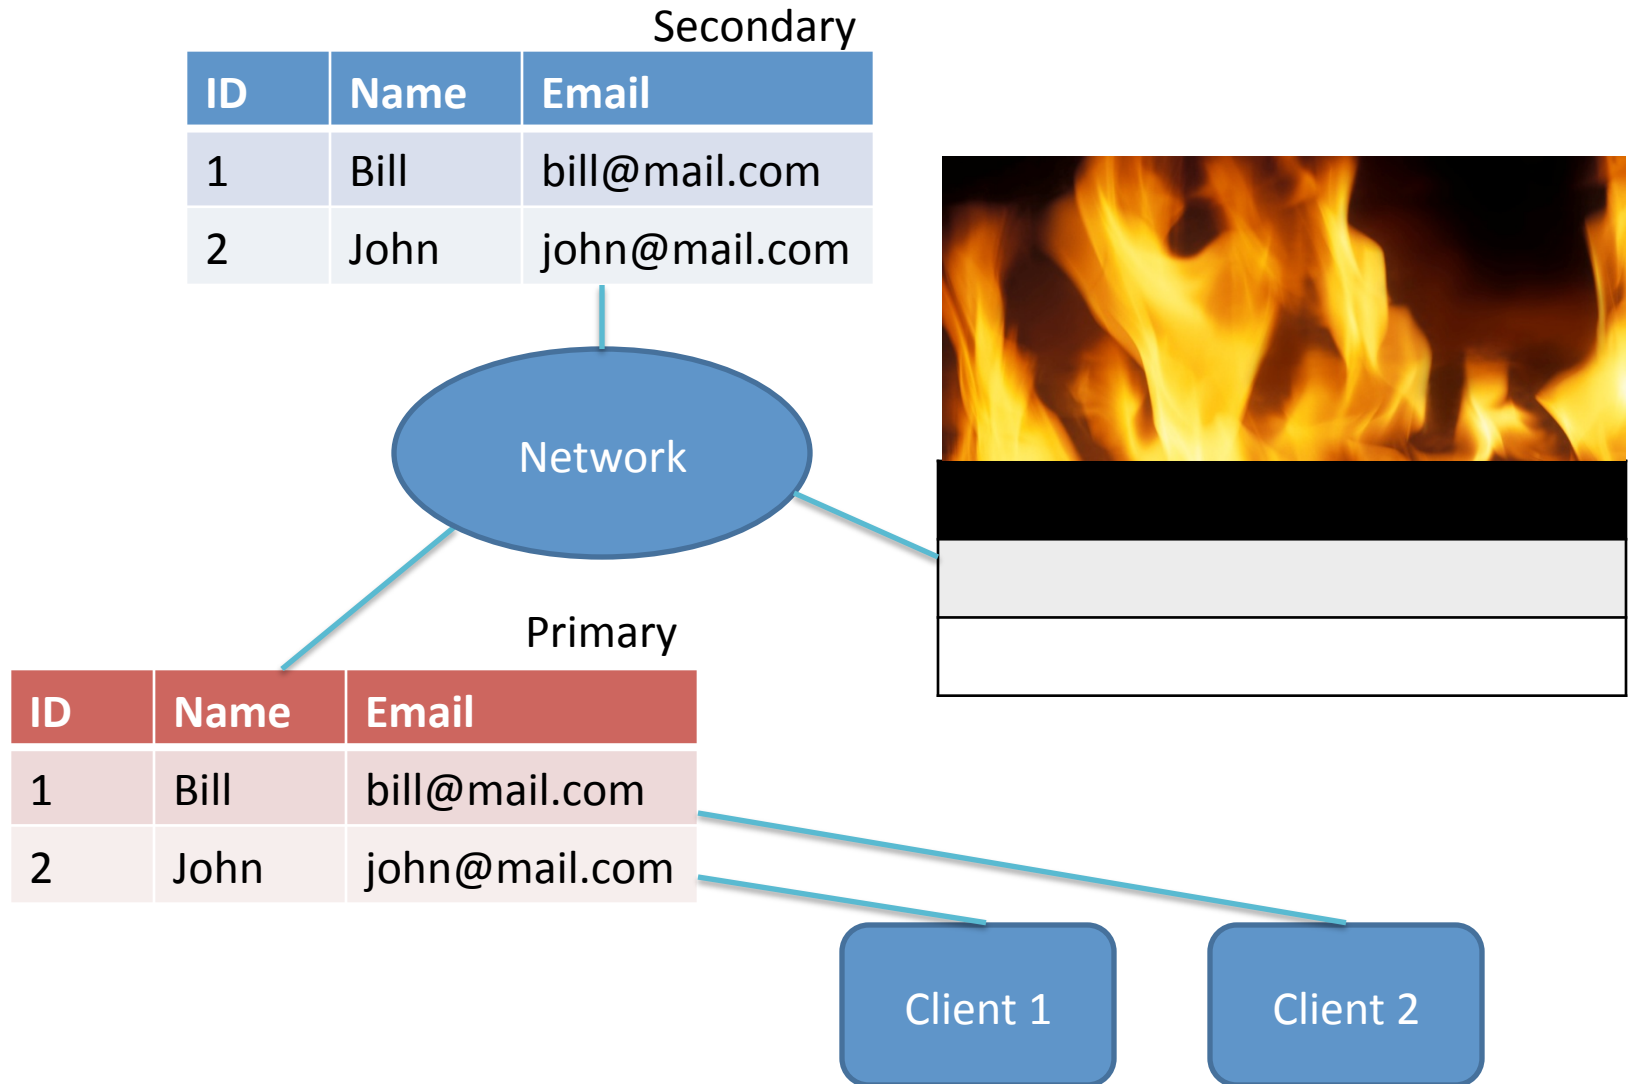 Secondary
ID Name Email
1 Bill bill@mail.com
2 John john@mail.com
Network
Primary
ID Name Email
1 Bill bill@mail.com
2 John john@mail.com
Client 1
Client 2